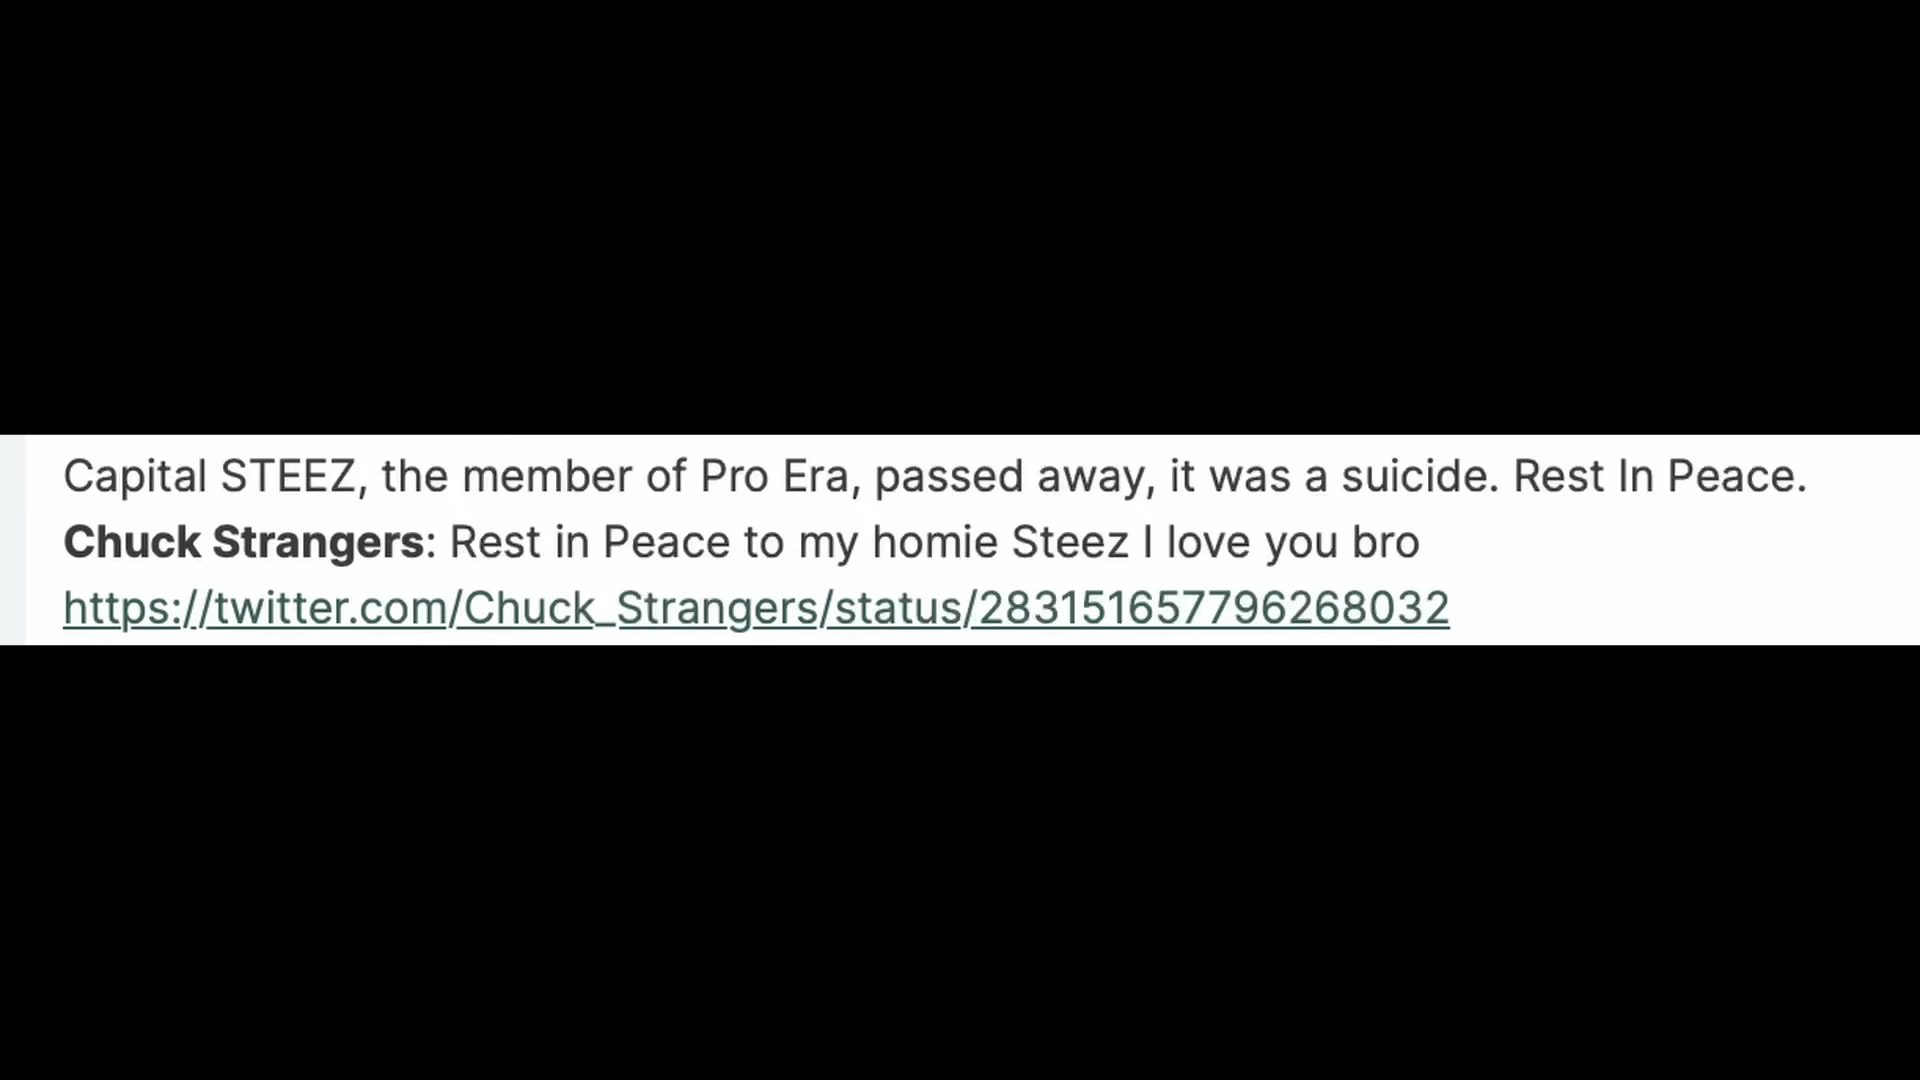 Capital STEEZ, the member of Pro Era, passed away, it was a suicide. Rest In Peace.
Chuck Strangers: Rest in Peace to my homie Steez I love you bro
https://twitter.com/Chuck_Strangers/status/283151657796268032